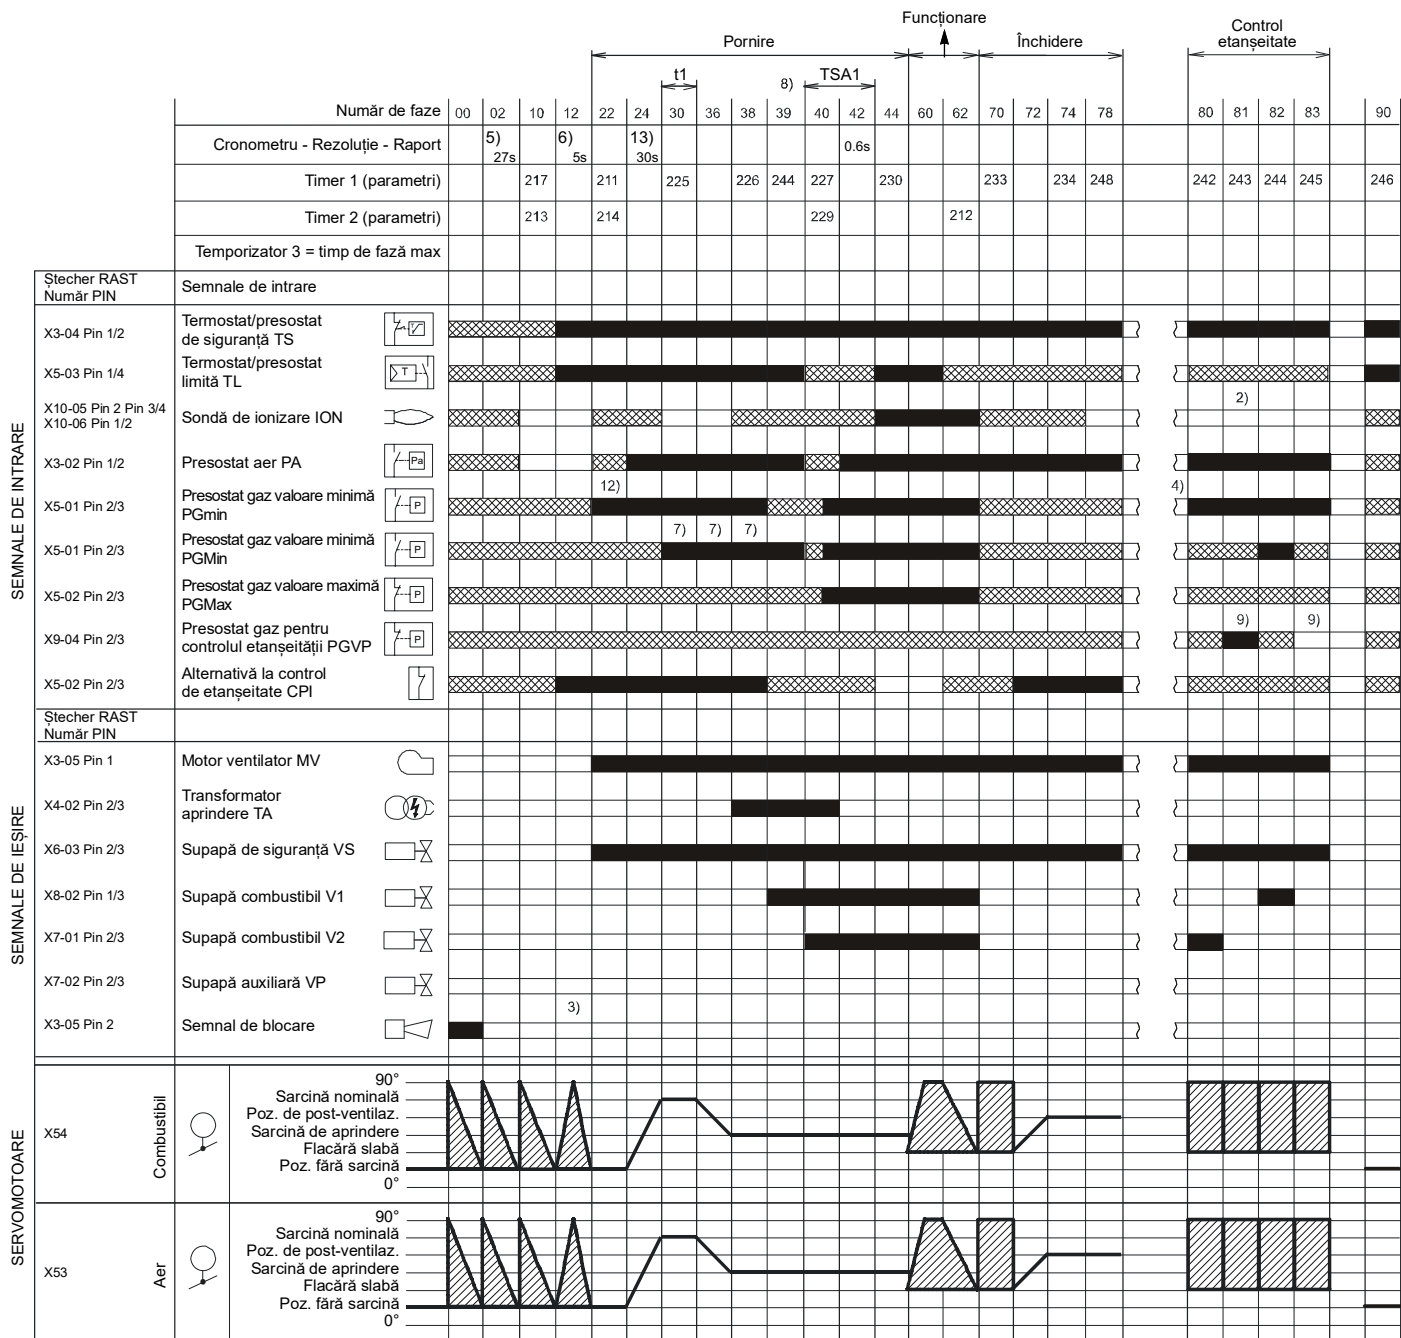 Funcționare
Pornire
Închidere
Control
etanșeitate
t1
8)
TSA1
Număr de faze 00 02 10 12 22 24 30 36 38 39 40 42 44 60 62 70 72 74 78 80 81 82 83 90
Cronometru - Rezoluție - Raport 5) 27s 6) 5s 13) 30s 0.6s
Timer 1 (parametri) 217 211 225 226 244 227 230 233 234 248 242 243 244 245 246
Timer 2 (parametri) 213 214 229 212
Temporizator 3 = timp de fază max
Ștecher RAST
Număr PIN
Semnale de intrare
SEMNALE DE INTRARE
X3-04 Pin 1/2
Termostat/presostat
de siguranță TS
X5-03 Pin 1/4
Termostat/presostat
limită TL
T
2)
X10-05 Pin 2 Pin 3/4
X10-06 Pin 1/2
Sondă de ionizare ION
X3-02 Pin 1/2
Presostat aer PA
Pa
12)
4)
X5-01 Pin 2/3
Presostat gaz valoare minimă
PGmin
P
7) 7) 7)
X5-01 Pin 2/3
Presostat gaz valoare minimă
PGMin
P
X5-02 Pin 2/3
Presostat gaz valoare maximă
PGMax
P
9) 9)
X9-04 Pin 2/3
Presostat gaz pentru
controlul etanșeității PGVP
P
X5-02 Pin 2/3
Alternativă la control
de etanșeitate CPI
Ștecher RAST
Număr PIN
SEMNALE DE IEȘIRE
X3-05 Pin 1
Motor ventilator MV
X4-02 Pin 2/3
Transformator
aprindere TA
X6-03 Pin 2/3
Supapă de siguranță VS
X8-02 Pin 1/3
Supapă combustibil V1
X7-01 Pin 2/3
Supapă combustibil V2
X7-02 Pin 2/3
Supapă auxiliară VP
3)
X3-05 Pin 2
Semnal de blocare
SERVOMOTOARE
X54
Combustibil
90°
Sarcină nominală
Poz. de post-ventilaz.
Sarcină de aprindere
Flacără slabă
Poz. fără sarcină
0°
X53
Aer
90°
Sarcină nominală
Poz. de post-ventilaz.
Sarcină de aprindere
Flacără slabă
Poz. fără sarcină
0°